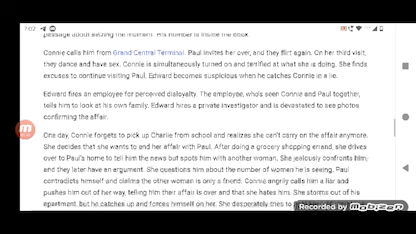 7:02
passage about seizing the moment. His number is inside the book.
Connie calls him from Grand Central Terminal. Paul invites her over, and they flirt again. On her third visit,
they dance and have sex. Connie is simultaneously turned on and terrified at what she is doing. She finds
excuses to continue visiting Paul. Edward becomes suspicious when he catches Connie in a lie.
Edward fires an employee for perceived disloyalty. The employee, who's seen Connie and Paul together,
tells him to look at his own family. Edward hires a private investigator and is devastated to see photos
confirming the affair.
One day, Connie forgets to pick up Charlie from school and realizes she can't carry on the affair anymore.
She decides that she wants to end her affair with Paul. After doing a grocery shopping errand, she drives
over to Paul's home to tell him the news but spots him with another woman. She jealously confronts him,
and they later have an argument. She questions him about the number of women he is seeing. Paul
contradicts himself and claims the other woman is only a friend. Connie angrily calls him a liar and
pushes him out of her way, telling him their affair is over and that she hates him. She storms out of his
apartment, but he catches up and forces himself on her. She desperately tries to
Recorded by Mobizen